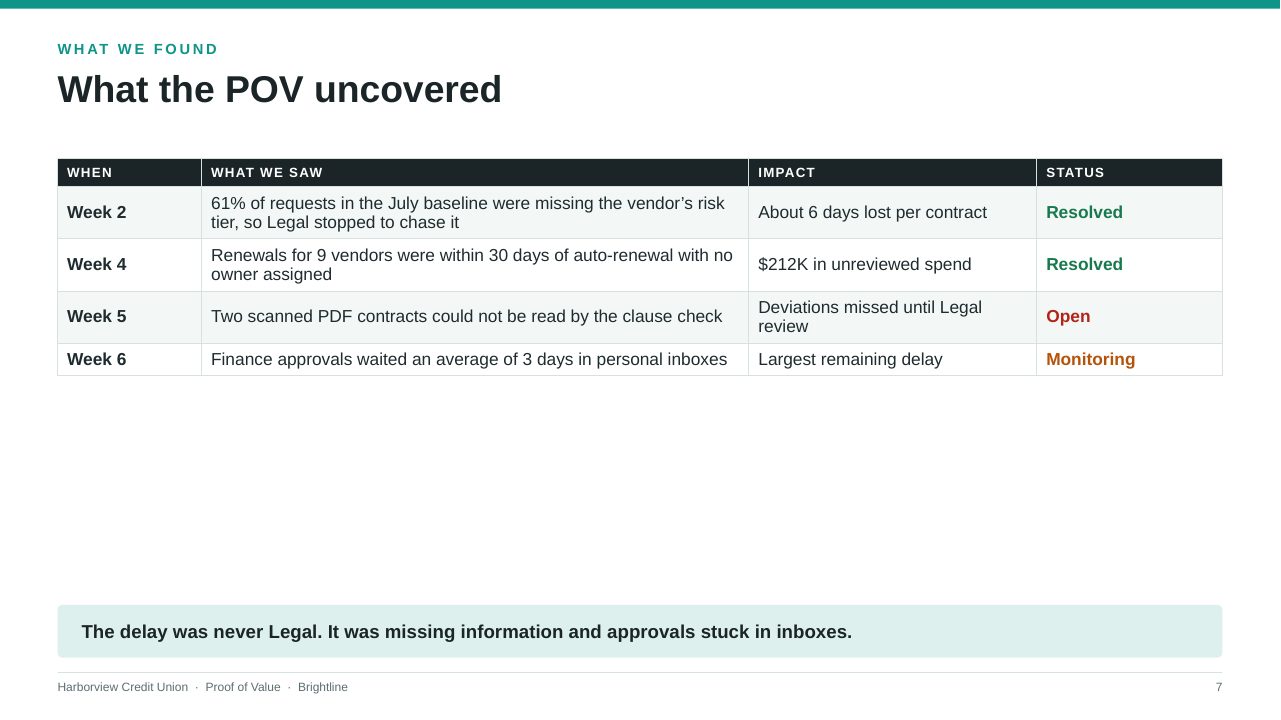 WHAT WE FOUND
What the POV uncovered
WHEN WHAT WE SAW IMPACT STATUS
Week 2 61% of requests in the July baseline were missing the vendor’s risk
tier, so Legal stopped to chase it About 6 days lost per contract Resolved
Week 4 Renewals for 9 vendors were within 30 days of auto-renewal with no
owner assigned $212K in unreviewed spend Resolved
Week 5 Two scanned PDF contracts could not be read by the clause check Deviations missed until Legal
review Open
Week 6 Finance approvals waited an average of 3 days in personal inboxes Largest remaining delay Monitoring
The delay was never Legal. It was missing information and approvals stuck in inboxes.
Harborview Credit Union · Proof of Value · Brightline 7